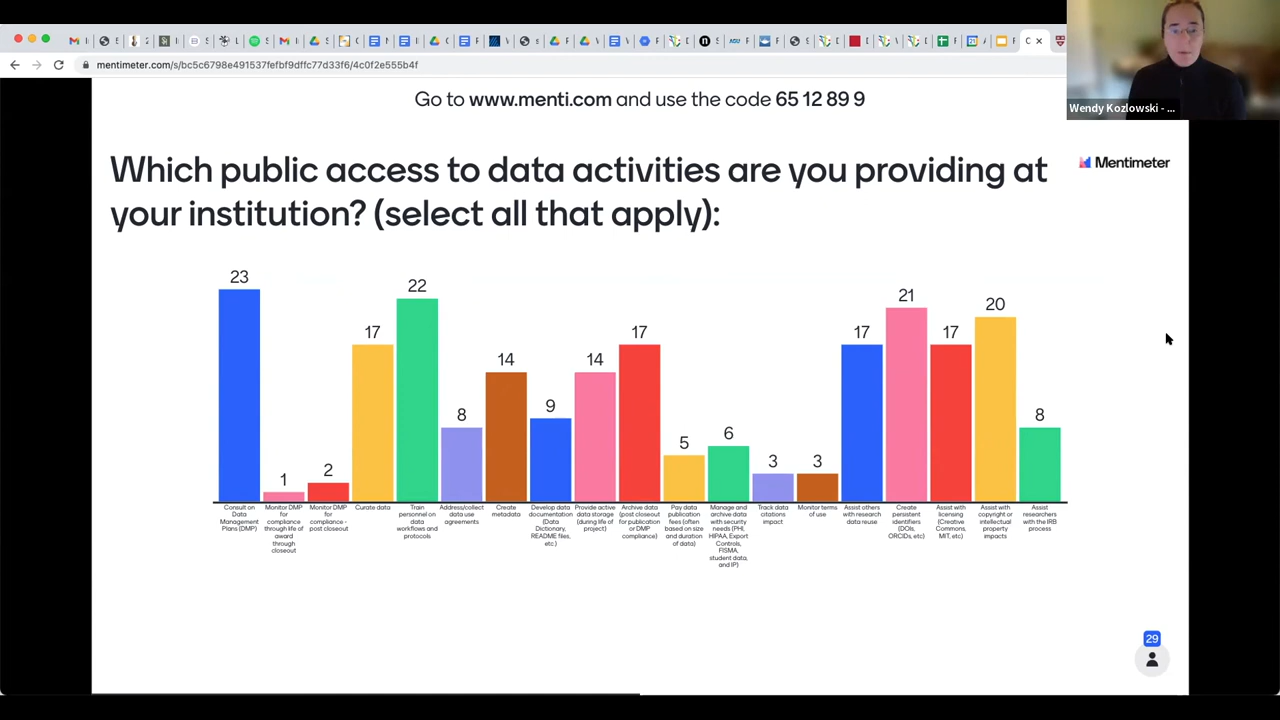 mentimeter.com/s/bc5c6798e491537fefbf9dffc77d33f6/4c0f2e555b4f
Wendy Kozlowski - ...
Go to www.menti.com and use the code 65 12 89 9
Mentimeter
Which public access to data activities are you providing at
your institution? (select all that apply):
23
1
2
17
22
8
14
9
14
17
5
6
3
3
17
21
17
20
8
Consult on
Data
Management
Plans (DMP)
Monitor DMP
for
compliance
through life of
award
through
closeout
Monitor DMP
for
compliance -
post closeout
Curate data
Train
personnel on
data
workflows and
protocols
Address/collect
data use
agreements
Create
metadata
Develop data
documentation
(Data
Dictionary,
README files,
etc.)
Provide active
data storage
(during life of
project)
Archive data
(post closeout
for publication
or DMP
compliance)
Pay data
publication
fees (often
based on size
and duration
of data)
Manage and
archive data
with security
needs (PHI,
HIPAA, Export
Controls,
FISMA,
student data,
and IP)
Track data
citations
impact
Monitor terms
of use
Assist others
with research
data reuse
Create
persistent
identifiers
(DOIs,
ORCIDs, etc)
Assist with
licensing
(Creative
Commons,
MIT, etc)
Assist with
copyright or
intellectual
property
impacts
Assist
researchers
with the IRB
process
29